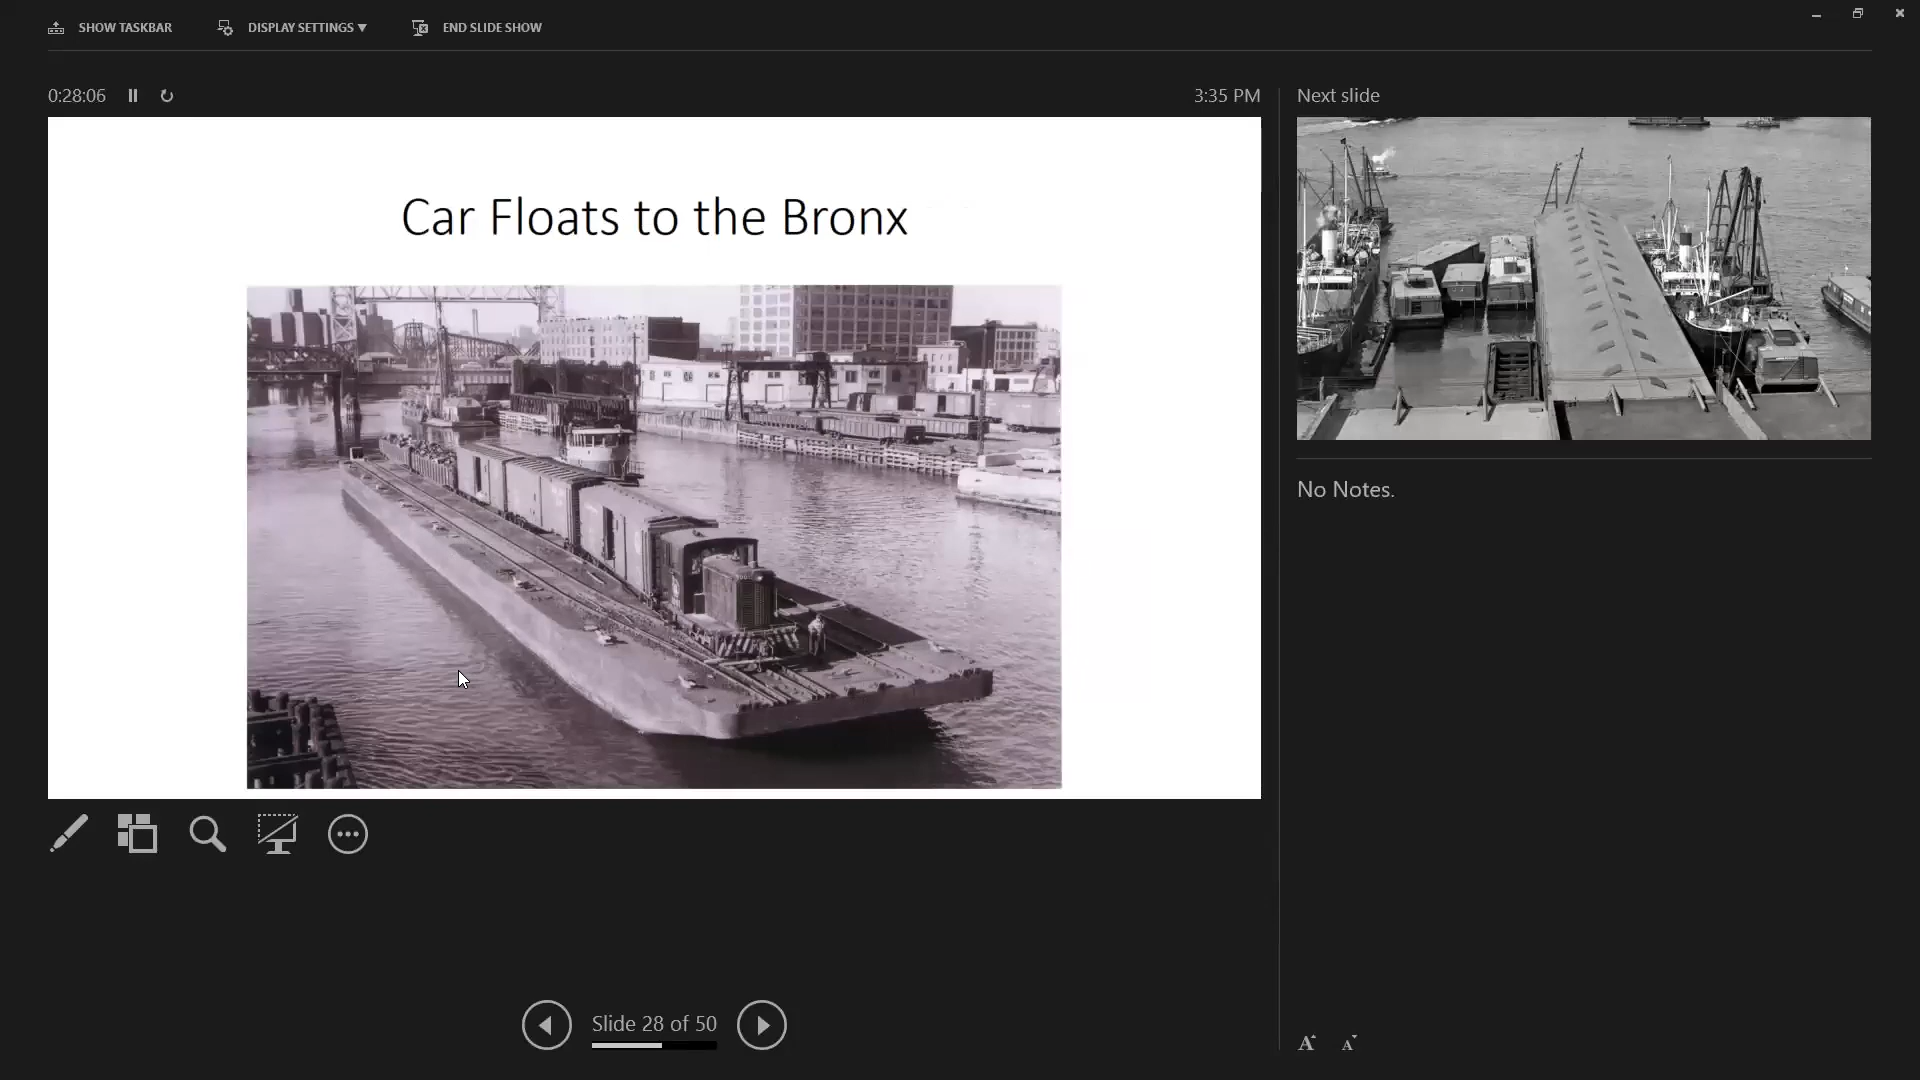 SHOW TASKBAR
DISPLAY SETTINGS ▼
END SLIDE SHOW
0:28:06
3:35 PM
Next slide
Car Floats to the Bronx
No Notes.
Slide 28 of 50
A
A